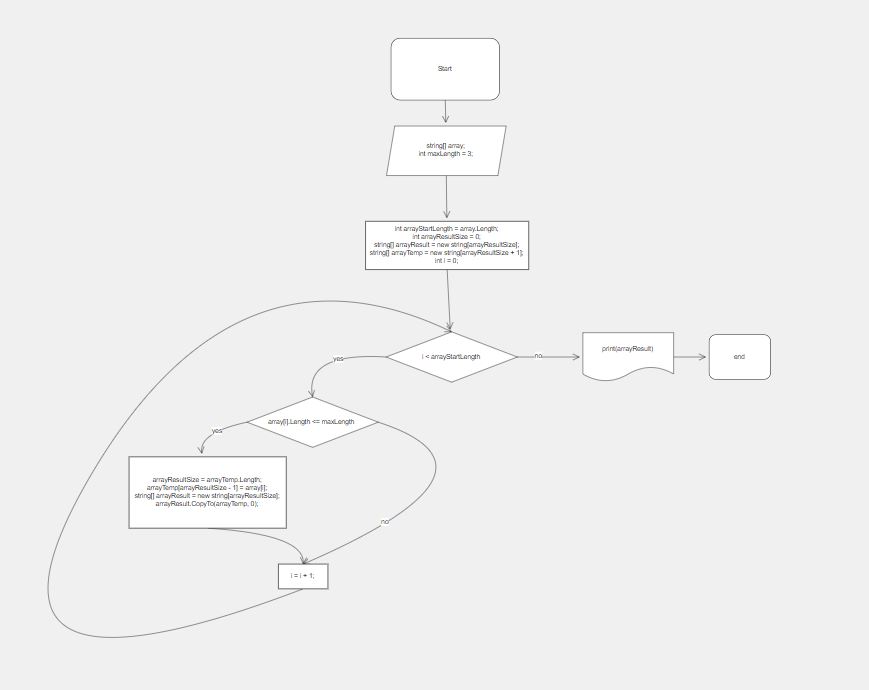 Start
string[] array;
int maxLength = 3;
int arrayStartLength = array.Length;
int arrayResultSize = 0;
string[] arrayResult = new string[arrayResultSize];
string[] arrayTemp = new string[arrayResultSize + 1];
int i = 0;
i < arrayStartLength
no
print(arrayResult)
end
yes
array[i].Length <= maxLength
yes
arrayResultSize = arrayTemp.Length;
arrayTemp[arrayResultSize - 1] = array[i];
string[] arrayResult = new string[arrayResultSize];
arrayResult.CopyTo(arrayTemp, 0);
no
i = i + 1;